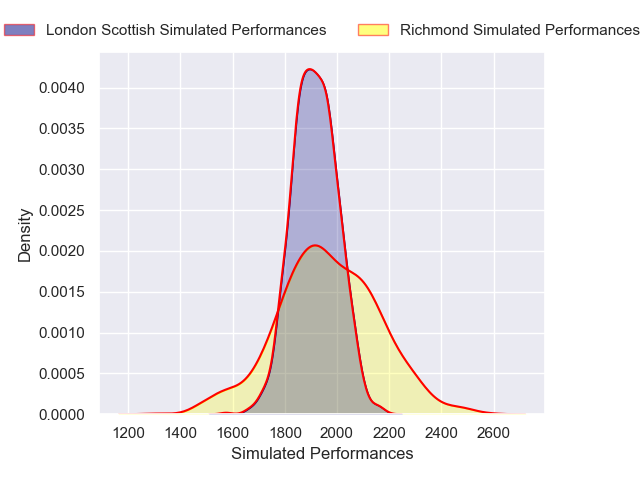 London Scottish Simulated Performances Richmond Simulated Performances
0.0040
0.0035
0.0030
0.0025
0.0020
0.0015
0.0010
0.0005
0.0000
Density
1200 1400 1600 1800 2000 2200 2400 2600
Simulated Performances